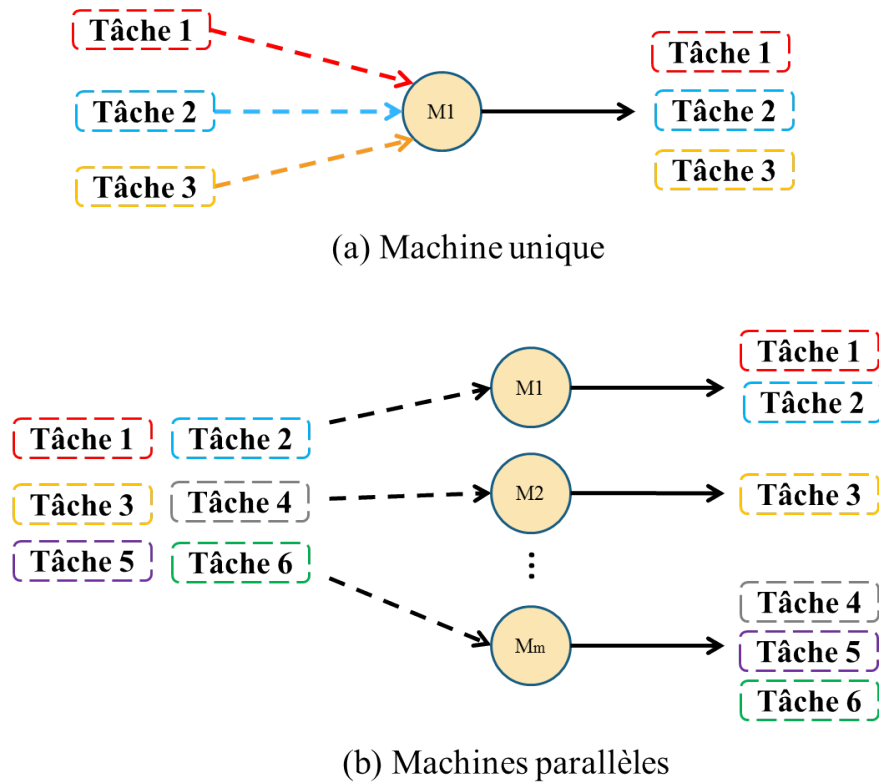 Tâche 1
Tâche 2
Tâche 3
M1
Tâche 1
Tâche 2
Tâche 3
(a) Machine unique
Tâche 1 Tâche 2
Tâche 3 Tâche 4
Tâche 5 Tâche 6
M1
M2
⋮
Mm
Tâche 1
Tâche 2
Tâche 3
Tâche 4
Tâche 5
Tâche 6
(b) Machines parallèles